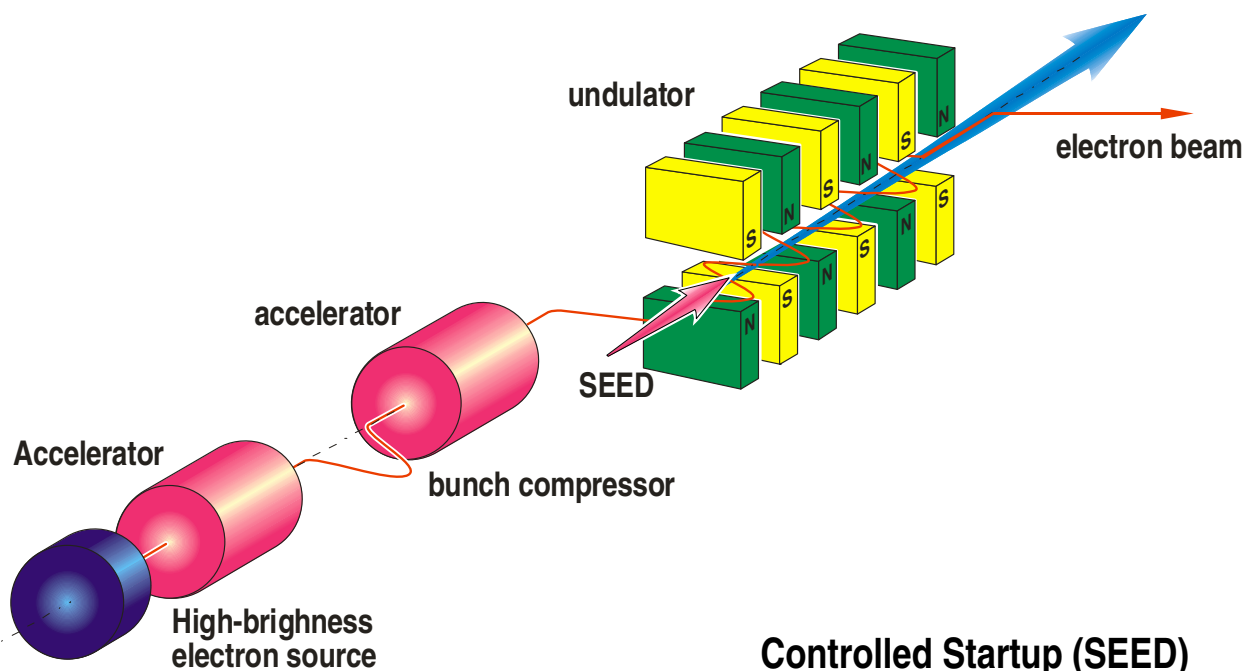 undulator
N
S
N
electron beam
S
N
S
S
N
S
N
S
N
S
N
accelerator
SEED
Accelerator
bunch compressor
High-brighness
electron source
Controlled Startup (SEED)